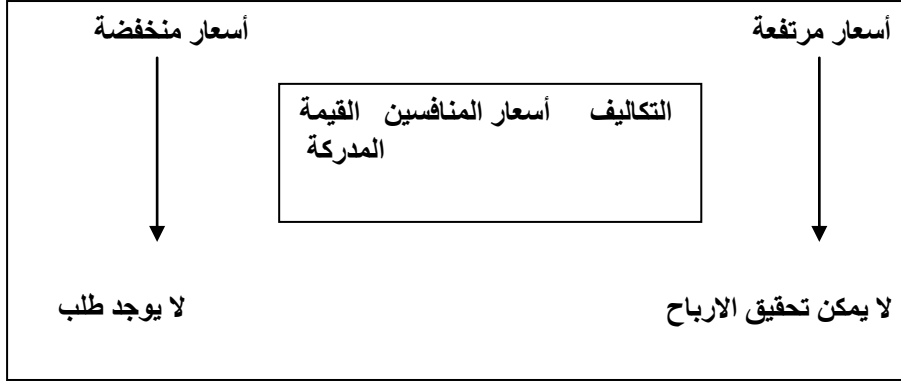 أسعار مرتفعة
أسعار منخفضة
التكاليف أسعار المنافسين القيمة
المدركة
لا يمكن تحقيق الارباح
لا يوجد طلب